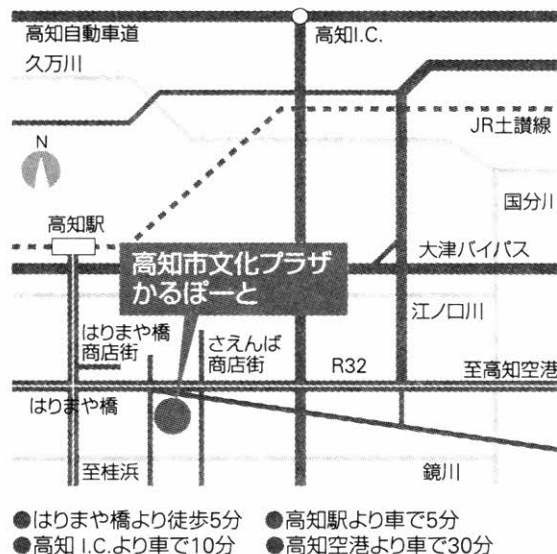 高知自動車道
高知I.C.
久万川
JR土讃線
N
国分川
高知駅
大津バイパス
高知市文化プラザ
かるぽーと
江ノ口川
はりまや橋
商店街
さえんば
商店街
R32
至高知空港
はりまや橋
至桂浜
鏡川
●はりまや橋より徒歩5分 ●高知駅より車で5分
●高知 I.C.より車で10分 ●高知空港より車で30分